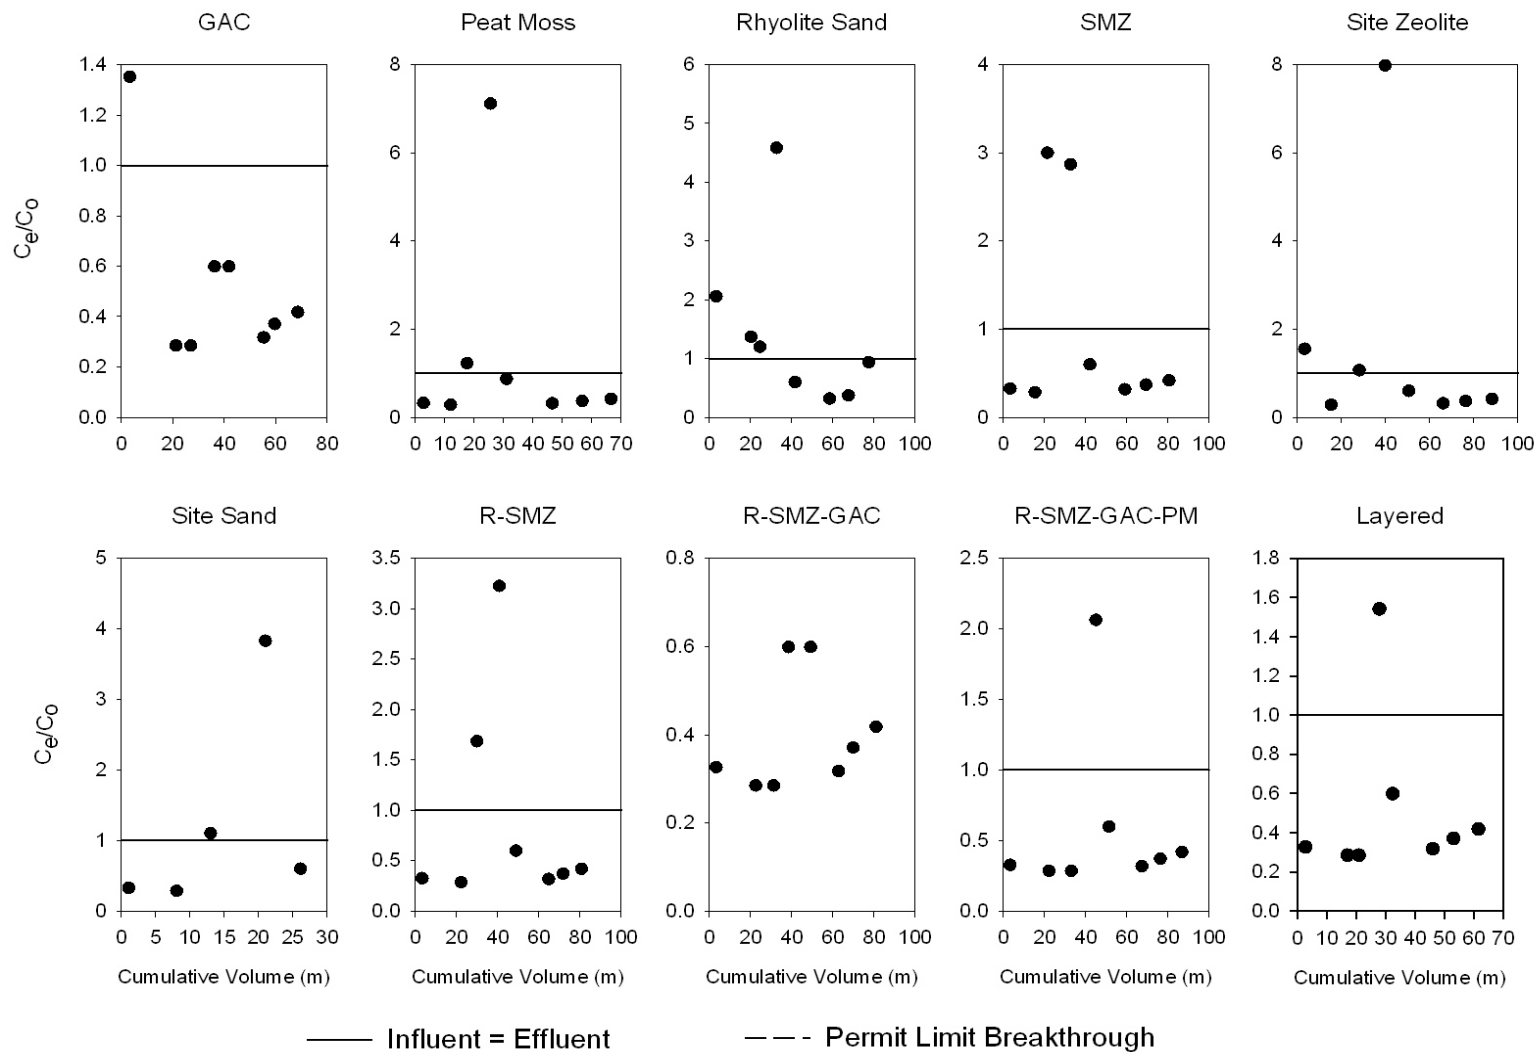 GAC Peat Moss Rhyolite Sand SMZ Site Zeolite
1.4 8 6 4 8
1.2
5
6 3 6
1.0
4
0.8
Ce/Co
4 3 2 4
0.6
2
0.4
2 1 2
0.2
1
0.0 0 0 0 0
0 20 40 60 80 0 10 20 30 40 50 60 70 0 20 40 60 80 100 0 20 40 60 80 100 0 20 40 60 80 100
Site Sand R-SMZ R-SMZ-GAC R-SMZ-GAC-PM Layered
5 3.5 0.8 2.5 1.8
1.6
3.0
4 2.0 1.4
0.6
2.5
1.2
3
2.0 1.5
1.0
Ce/Co
0.4
0.8
2 1.5
1.0
0.6
1.0
0.2
1 0.4
0.5 0.5
0.2
0 0.0 0.0 0.0 0.0
0 5 10 15 20 25 30 0 20 40 60 80 100 0 20 40 60 80 100 0 20 40 60 80 100 0 10 20 30 40 50 60 70
Cumulative Volume (m) Cumulative Volume (m) Cumulative Volume (m) Cumulative Volume (m) Cumulative Volume (m)
Influent = Effluent Permit Limit Breakthrough